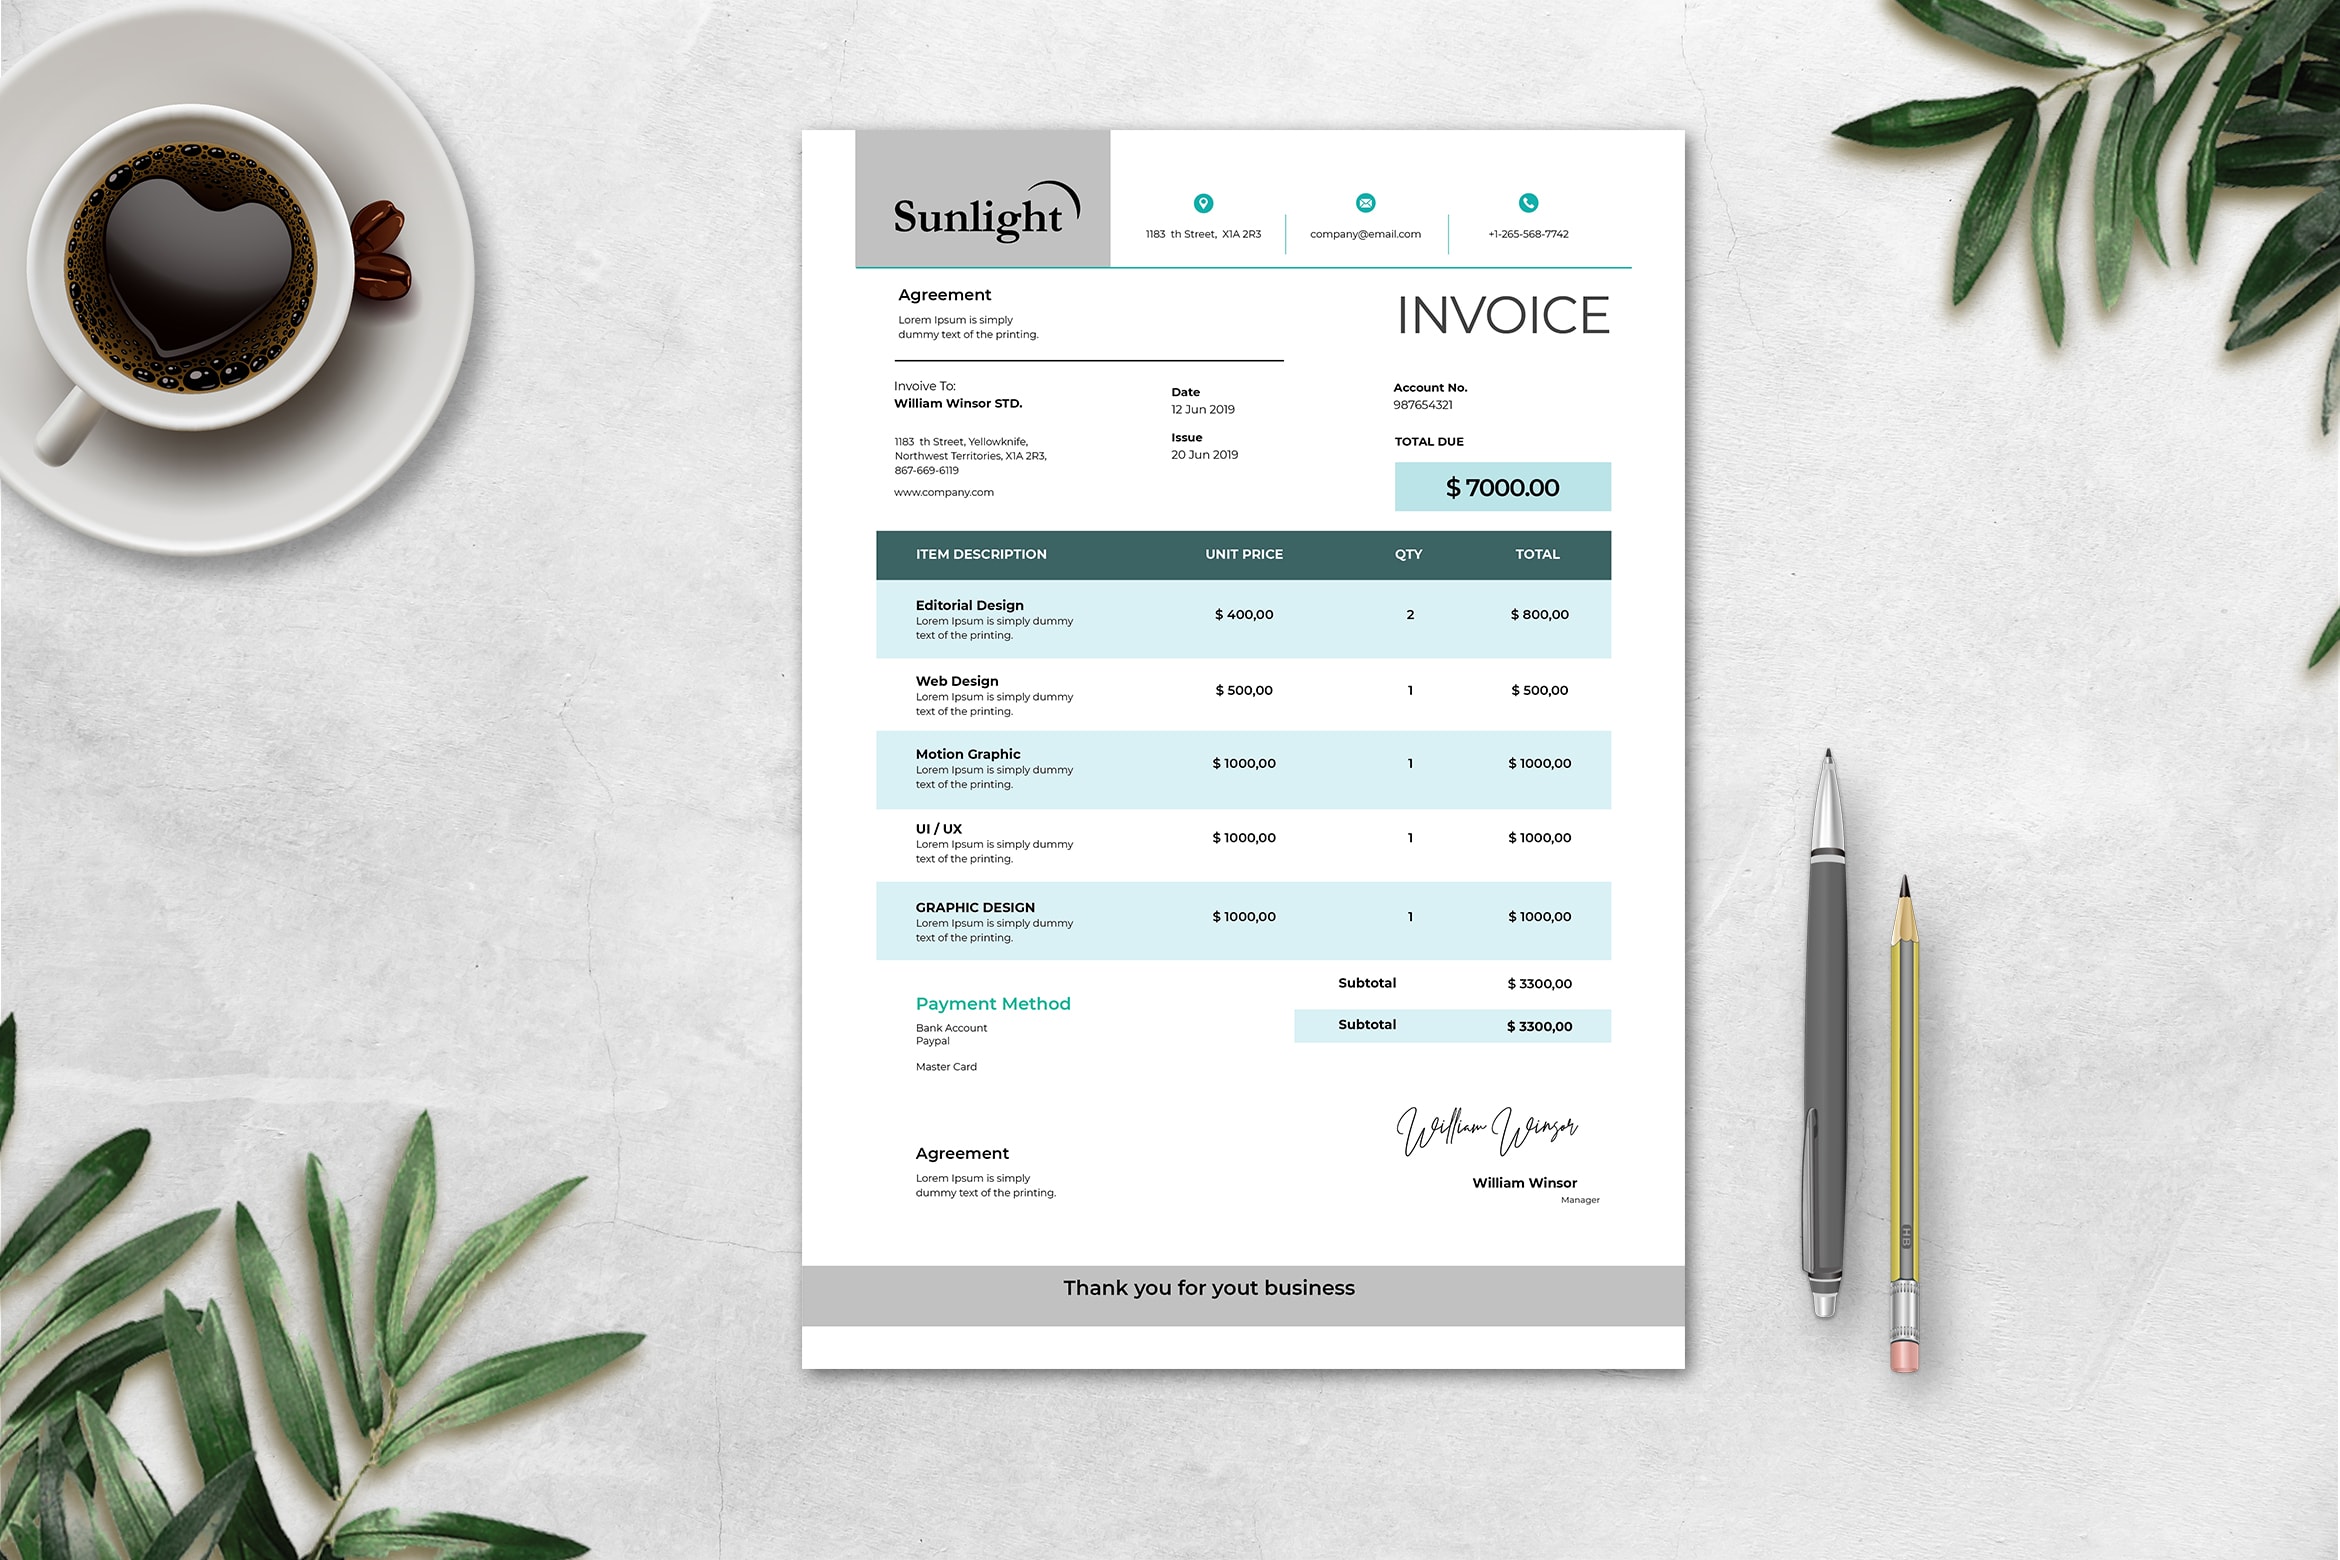 Sunlight
1183 th Street, X1A 2R3
company@email.com
+1-265-568-7742
Agreement
Lorem Ipsum is simply
dummy text of the printing.
INVOICE
Invoive To:
William Winsor STD.
1183 th Street, Yellowknife,
Northwest Territories, X1A 2R3,
867-669-6119
www.company.com
Date
12 Jun 2019
Issue
20 Jun 2019
Account No.
987654321
TOTAL DUE
$ 7000.00
ITEM DESCRIPTION UNIT PRICE QTY TOTAL
Editorial Design
Lorem Ipsum is simply dummy
text of the printing.
$ 400,00 2 $ 800,00
Web Design
Lorem Ipsum is simply dummy
text of the printing.
$ 500,00 1 $ 500,00
Motion Graphic
Lorem Ipsum is simply dummy
text of the printing.
$ 1000,00 1 $ 1000,00
UI / UX
Lorem Ipsum is simply dummy
text of the printing.
$ 1000,00 1 $ 1000,00
GRAPHIC DESIGN
Lorem Ipsum is simply dummy
text of the printing.
$ 1000,00 1 $ 1000,00
Subtotal $ 3300,00
Subtotal $ 3300,00
Payment Method
Bank Account
Paypal
Master Card
William Winsor
William Winsor
Manager
Agreement
Lorem Ipsum is simply
dummy text of the printing.
Thank you for yout business
HB